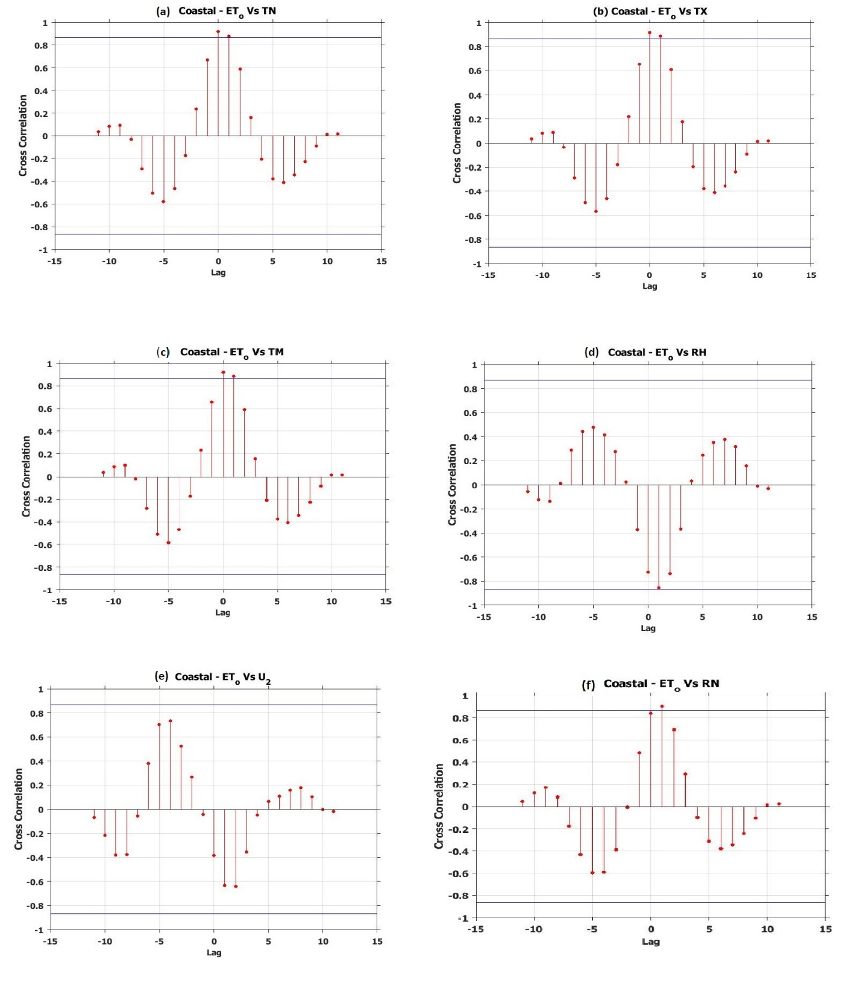 (a) Coastal - ETo Vs TN
1
0.8
0.6
0.4
0.2
0
-0.2
-0.4
-0.6
-0.8
-1
Cross Correlation
-15 -10 -5 0 5 10 15
Lag
(b) Coastal - ETo Vs TX
1
0.8
0.6
0.4
0.2
0
-0.2
-0.4
-0.6
-0.8
-1
Cross Correlation
-15 -10 -5 0 5 10 15
Lag
(c) Coastal - ETo Vs TM
1
0.8
0.6
0.4
0.2
0
-0.2
-0.4
-0.6
-0.8
-1
Cross Correlation
-15 -10 -5 0 5 10 15
Lag
(d) Coastal - ETo Vs RH
1
0.8
0.6
0.4
0.2
0
-0.2
-0.4
-0.6
-0.8
-1
Cross Correlation
-15 -10 -5 0 5 10 15
Lag
(e) Coastal - ETo Vs U2
1
0.8
0.6
0.4
0.2
0
-0.2
-0.4
-0.6
-0.8
-1
Cross Correlation
-15 -10 -5 0 5 10 15
Lag
(f) Coastal - ETo Vs RN
1
0.8
0.6
0.4
0.2
0
-0.2
-0.4
-0.6
-0.8
-1
Cross Correlation
-15 -10 -5 0 5 10 15
Lag